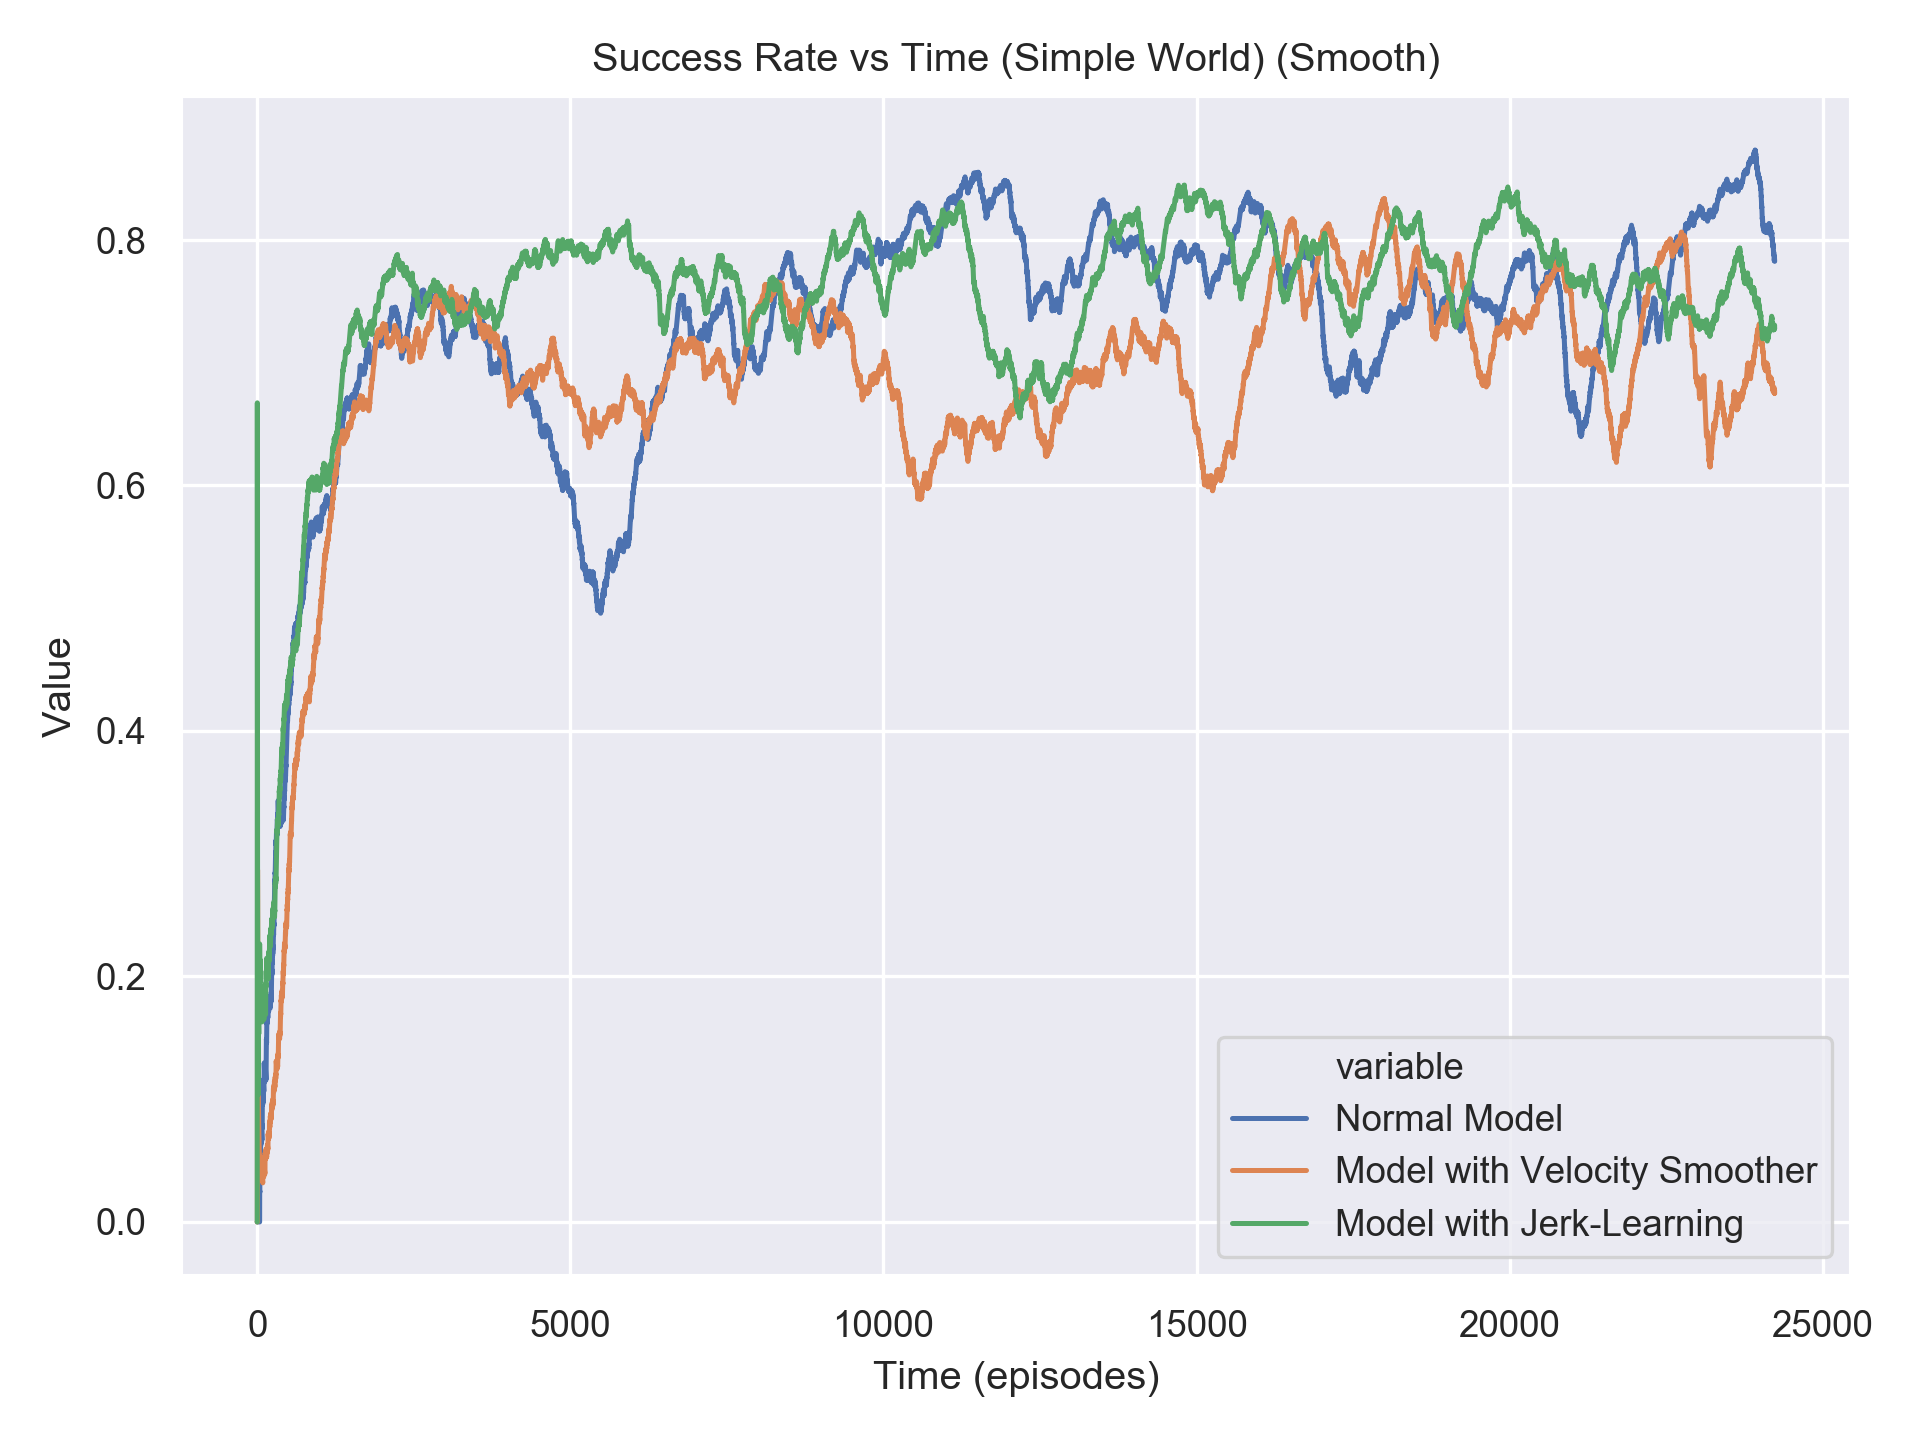 Success Rate vs Time (Simple World) (Smooth)
Value
0.8
0.6
0.4
0.2
0.0
0 5000 10000 15000 20000 25000
Time (episodes)
variable
Normal Model
Model with Velocity Smoother
Model with Jerk-Learning